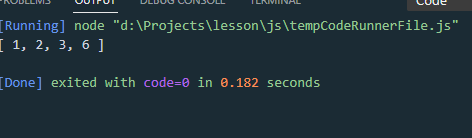 OUTPUT
DEBUG CONSOLE
TERMINAL
Code
[Running] node "d:\Projects\lesson\js\tempCodeRunnerFile.js"
[ 1, 2, 3, 6 ]
[Done] exited with code=0 in 0.182 seconds